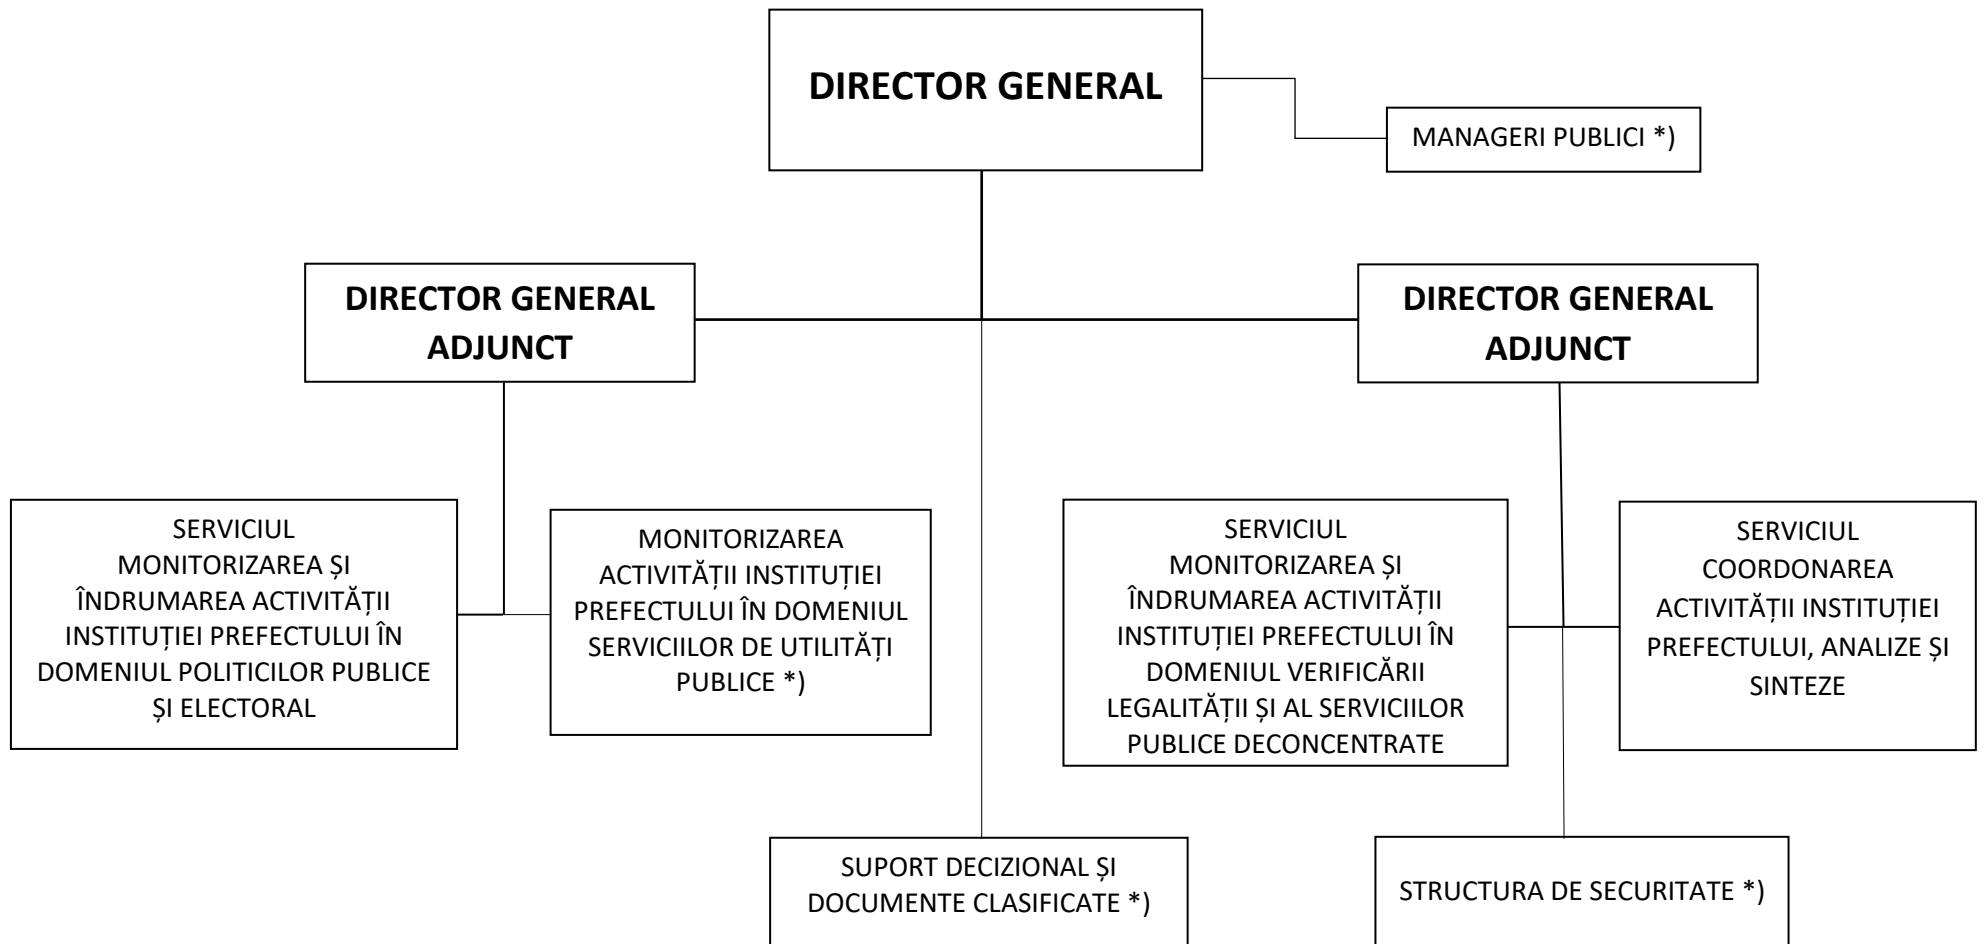 DIRECTOR GENERAL
MANAGERI PUBLICI *)
DIRECTOR GENERAL
ADJUNCT
DIRECTOR GENERAL
ADJUNCT
SERVICIUL
MONITORIZAREA ȘI
ÎNDRUMAREA ACTIVITĂȚII
INSTITUȚIEI PREFECTULUI ÎN
DOMENIUL POLITICILOR PUBLICE
ȘI ELECTORAL
MONITORIZAREA
ACTIVITĂȚII INSTITUȚIEI
PREFECTULUI ÎN DOMENIUL
SERVICIILOR DE UTILITĂȚI
PUBLICE *)
SERVICIUL
MONITORIZAREA ȘI
ÎNDRUMAREA ACTIVITĂȚII
INSTITUȚIEI PREFECTULUI ÎN
DOMENIUL VERIFICĂRII
LEGALITĂȚII ȘI AL SERVICIILOR
PUBLICE DECONCENTRATE
SERVICIUL
COORDONAREA
ACTIVITĂȚII INSTITUȚIEI
PREFECTULUI, ANALIZE ȘI
SINTEZE
SUPORT DECIZIONAL ȘI
DOCUMENTE CLASIFICATE *)
STRUCTURA DE SECURITATE *)